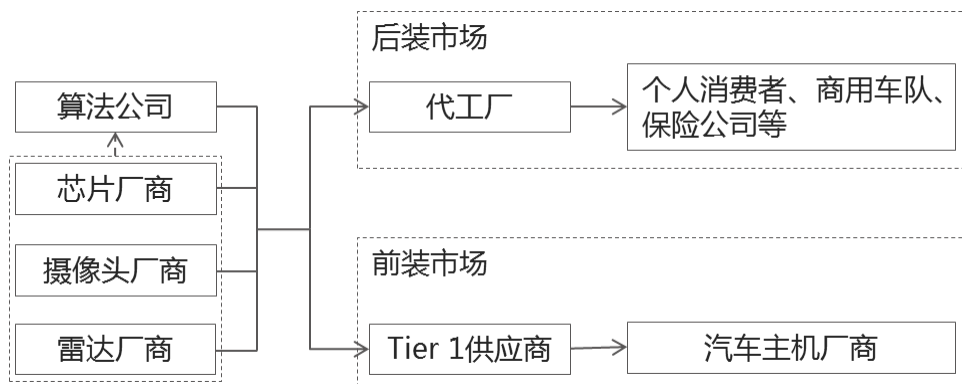 后装市场
算法公司
代工厂
个人消费者、商用车队、
保险公司等
芯片厂商
摄像头厂商
前装市场
雷达厂商
Tier 1供应商
汽车主机厂商